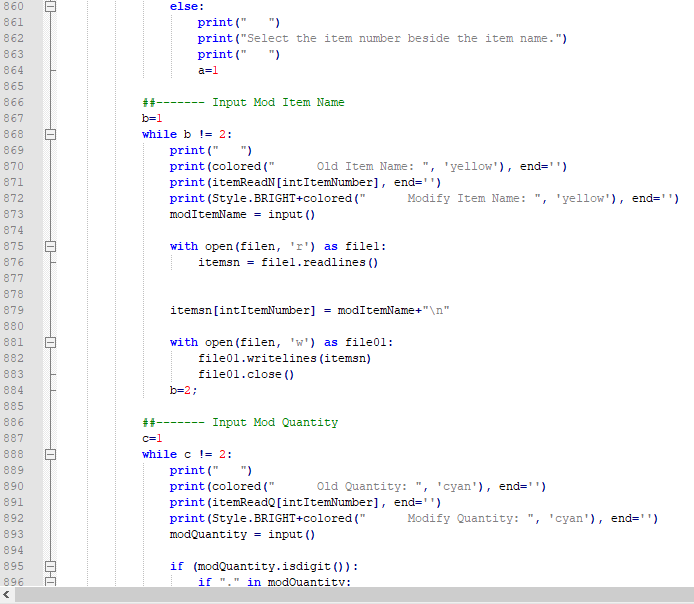 860 else:
861 print("   ")
862 print("Select the item number beside the item name.")
863 print("   ")
864 a=1
865
866 ##------- Input Mod Item Name
867 b=1
868 while b != 2:
869 print("   ")
870 print(colored("      Old Item Name: ", 'yellow'), end='')
871 print(itemReadN[intItemNumber], end='')
872 print(Style.BRIGHT+colored("      Modify Item Name: ", 'yellow'), end='')
873 modItemName = input()
874
875 with open(filen, 'r') as file1:
876 itemsn = file1.readlines()
877
878
879 itemsn[intItemNumber] = modItemName+"\n"
880
881 with open(filen, 'w') as file01:
882 file01.writelines(itemsn)
883 file01.close()
884 b=2;
885
886 ##------- Input Mod Quantity
887 c=1
888 while c != 2:
889 print("   ")
890 print(colored("      Old Quantity: ", 'cyan'), end='')
891 print(itemReadQ[intItemNumber], end='')
892 print(Style.BRIGHT+colored("      Modify Quantity: ", 'cyan'), end='')
893 modQuantity = input()
894
895 if (modQuantity.isdigit()):
896 if "." in modQuantity: